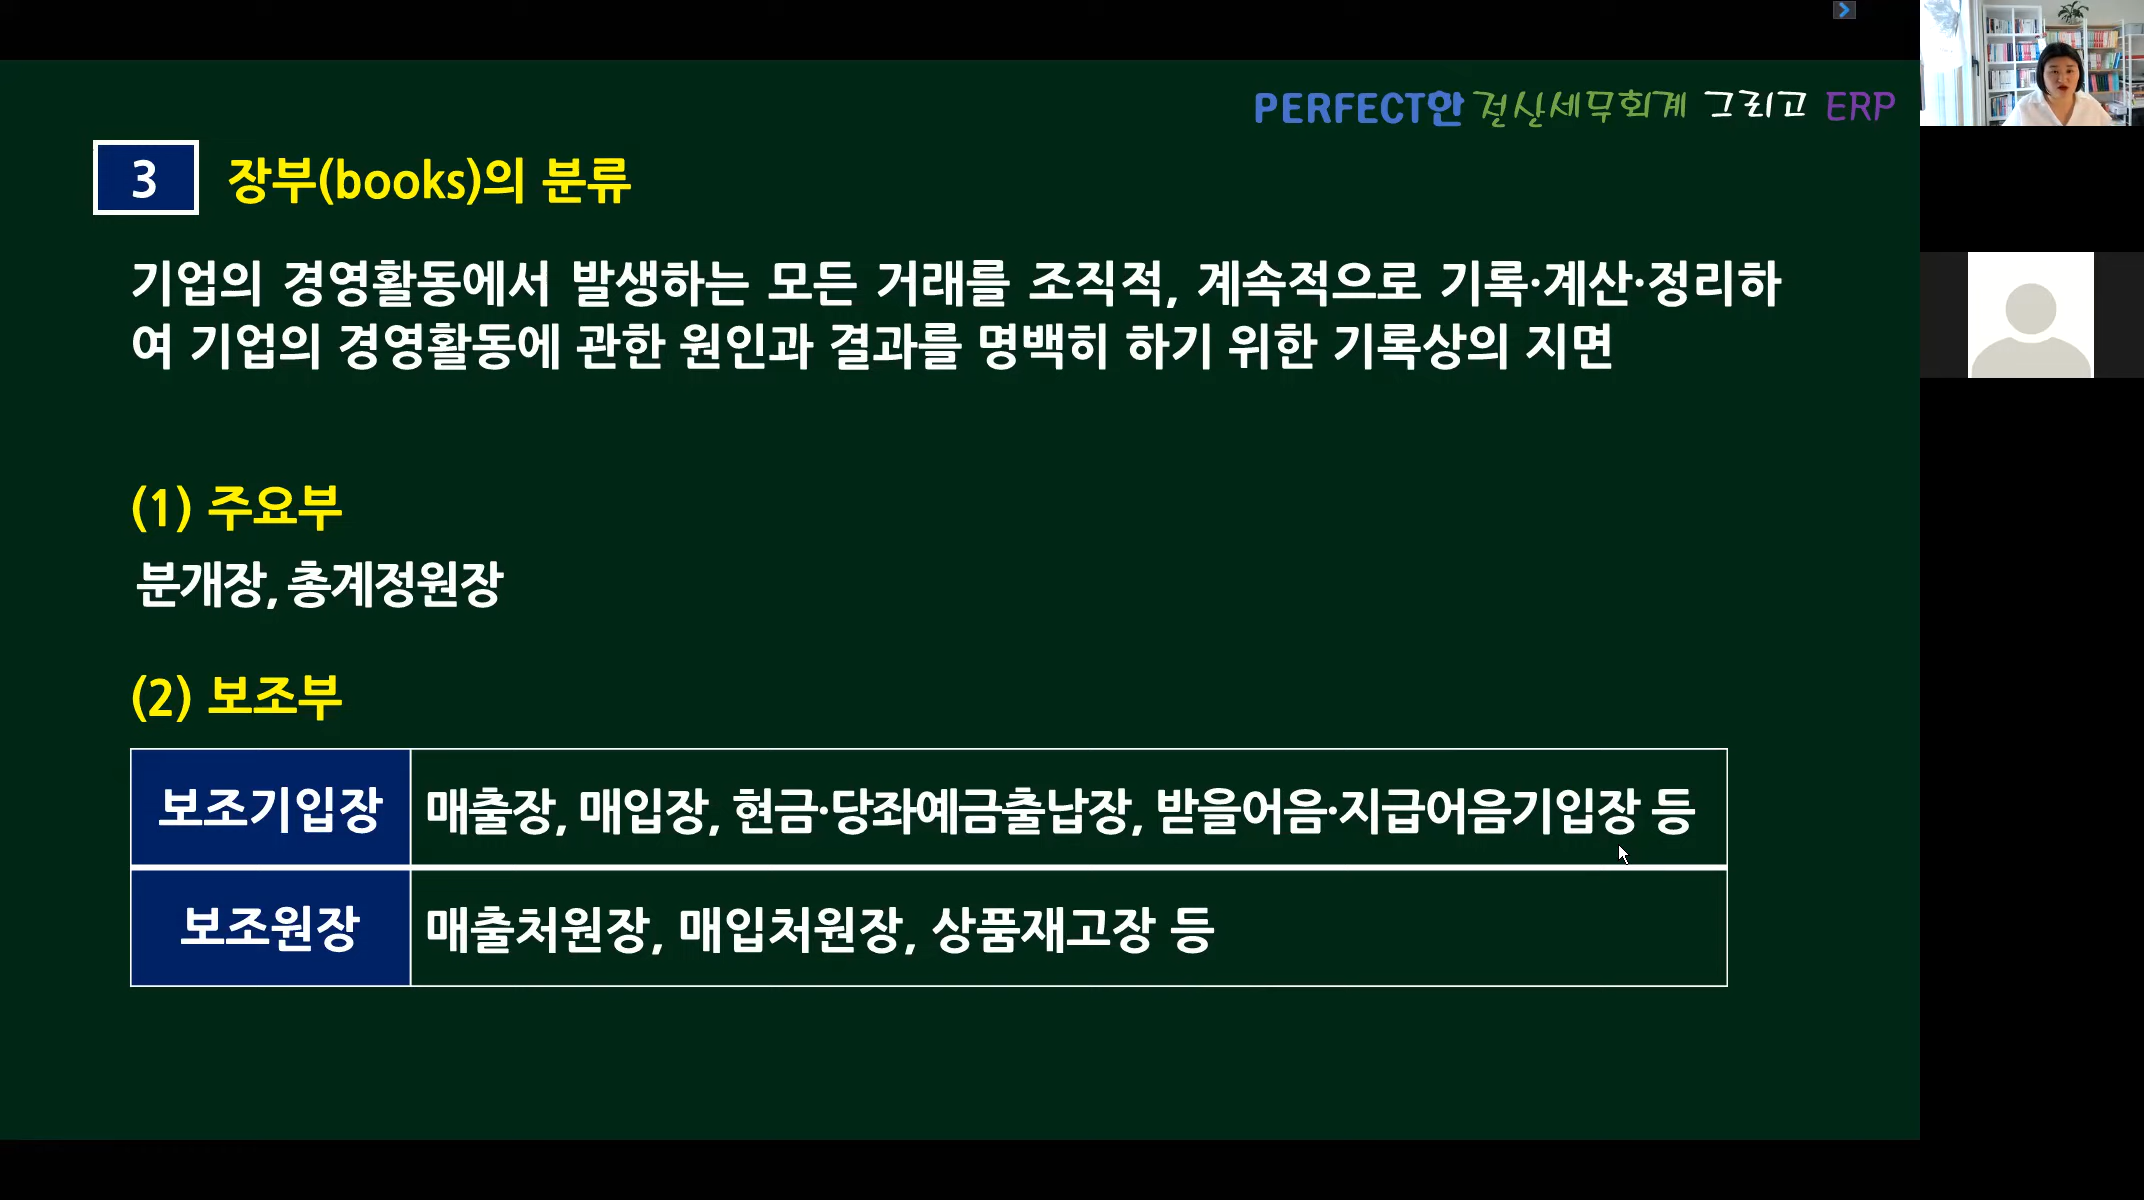 PERFECT한 전산세무회계 그리고 ERP
3 장부(books)의 분류
기업의 경영활동에서 발생하는 모든 거래를 조직적, 계속적으로 기록·계산·정리하
여 기업의 경영활동에 관한 원인과 결과를 명백히 하기 위한 기록상의 지면
(1) 주요부
분개장, 총계정원장
(2) 보조부
보조기입장 매출장, 매입장, 현금·당좌예금출납장, 받을어음·지급어음기입장 등
보조원장 매출처원장, 매입처원장, 상품재고장 등